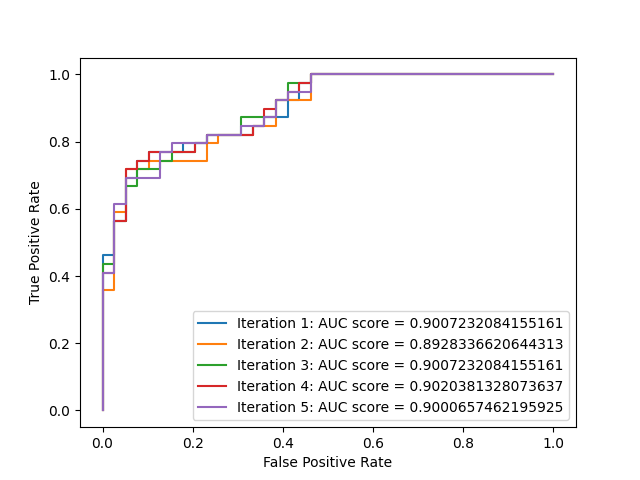 1.0
0.8
0.6
0.4
0.2
0.0
True Positive Rate
Iteration 1: AUC score = 0.9007232084155161
Iteration 2: AUC score = 0.8928336620644313
Iteration 3: AUC score = 0.9007232084155161
Iteration 4: AUC score = 0.9020381328073637
Iteration 5: AUC score = 0.9000657462195925
0.0 0.2 0.4 0.6 0.8 1.0
False Positive Rate